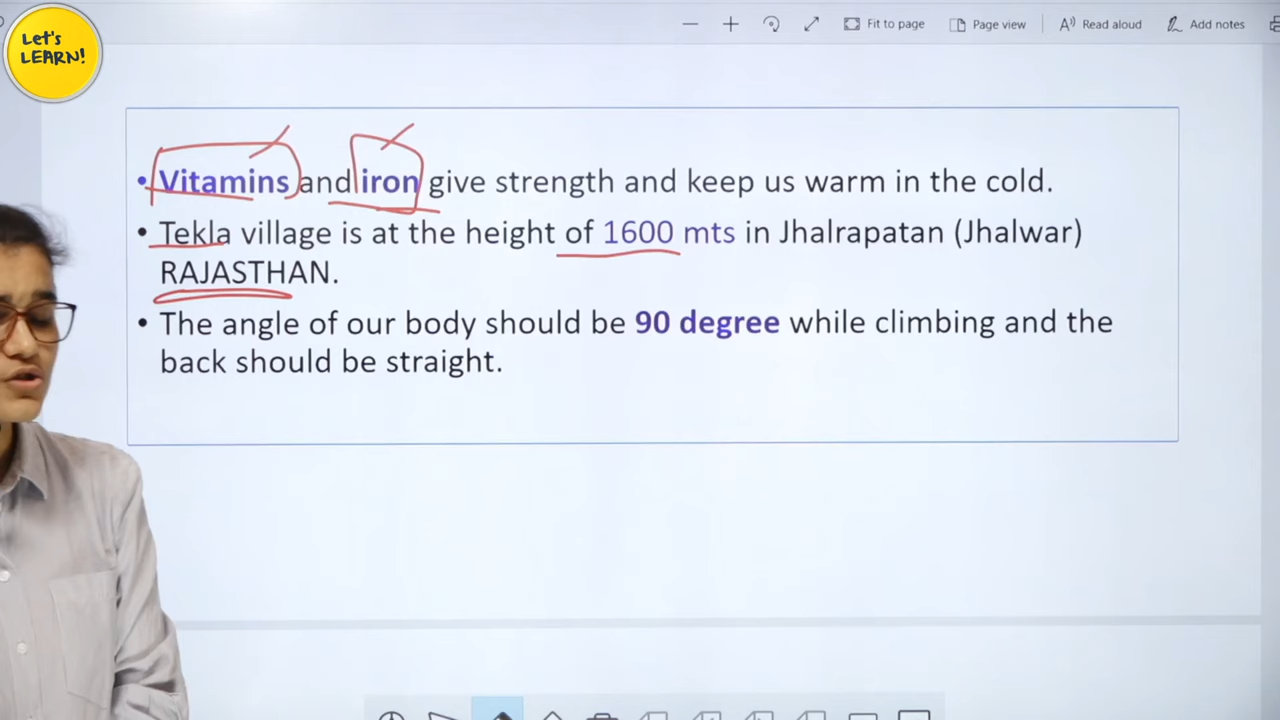 Let's
LEARN!
Fit to page
Page view
Read aloud
Add notes
• Vitamins and iron give strength and keep us warm in the cold.
• Tekla village is at the height of 1600 mts in Jhalrapatan (Jhalwar)
RAJASTHAN.
• The angle of our body should be 90 degree while climbing and the
back should be straight.